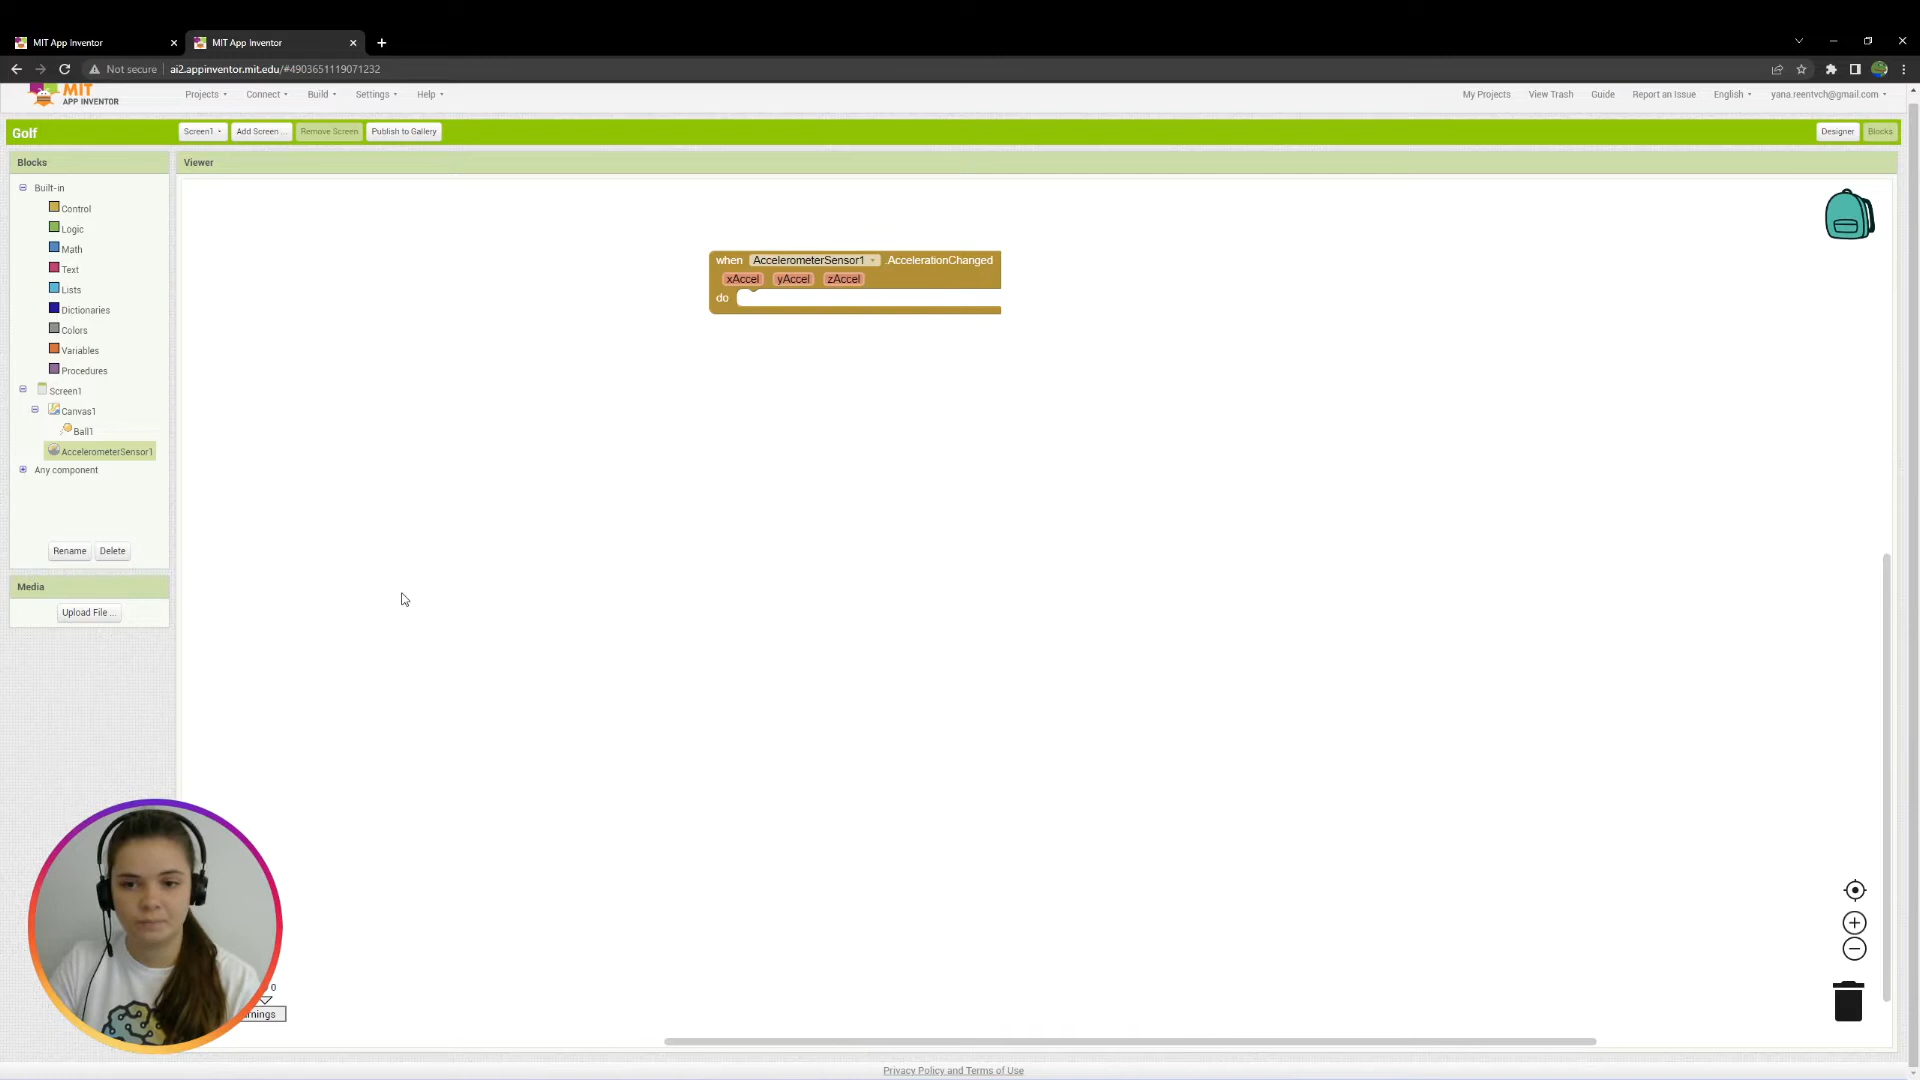 MIT App Inventor
MIT App Inventor
Not secure
ai2.appinventor.mit.edu/#4903651119071232
MIT
APP INVENTOR
Projects
Connect
Build
Settings
Help
My Projects
View Trash
Guide
Report an Issue
English
yana.reentvch@gmail.com
Golf
Screen1
Add Screen ...
Remove Screen
Publish to Gallery
Designer
Blocks
Blocks
Viewer
Built-in
Control
Logic
Math
Text
Lists
Dictionaries
Colors
Variables
Procedures
Screen1
Canvas1
Ball1
AccelerometerSensor1
Any component
Rename
Delete
Media
Upload File ...
when AccelerometerSensor1 .AccelerationChanged
xAccel yAccel zAccel
do
0
rnings
Privacy Policy and Terms of Use